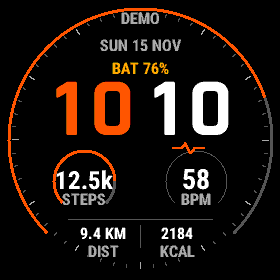 DEMO
SUN 15 NOV
BAT 76%
10 10
12.5k STEPS
58 BPM
9.4 KM 2184
DIST KCAL